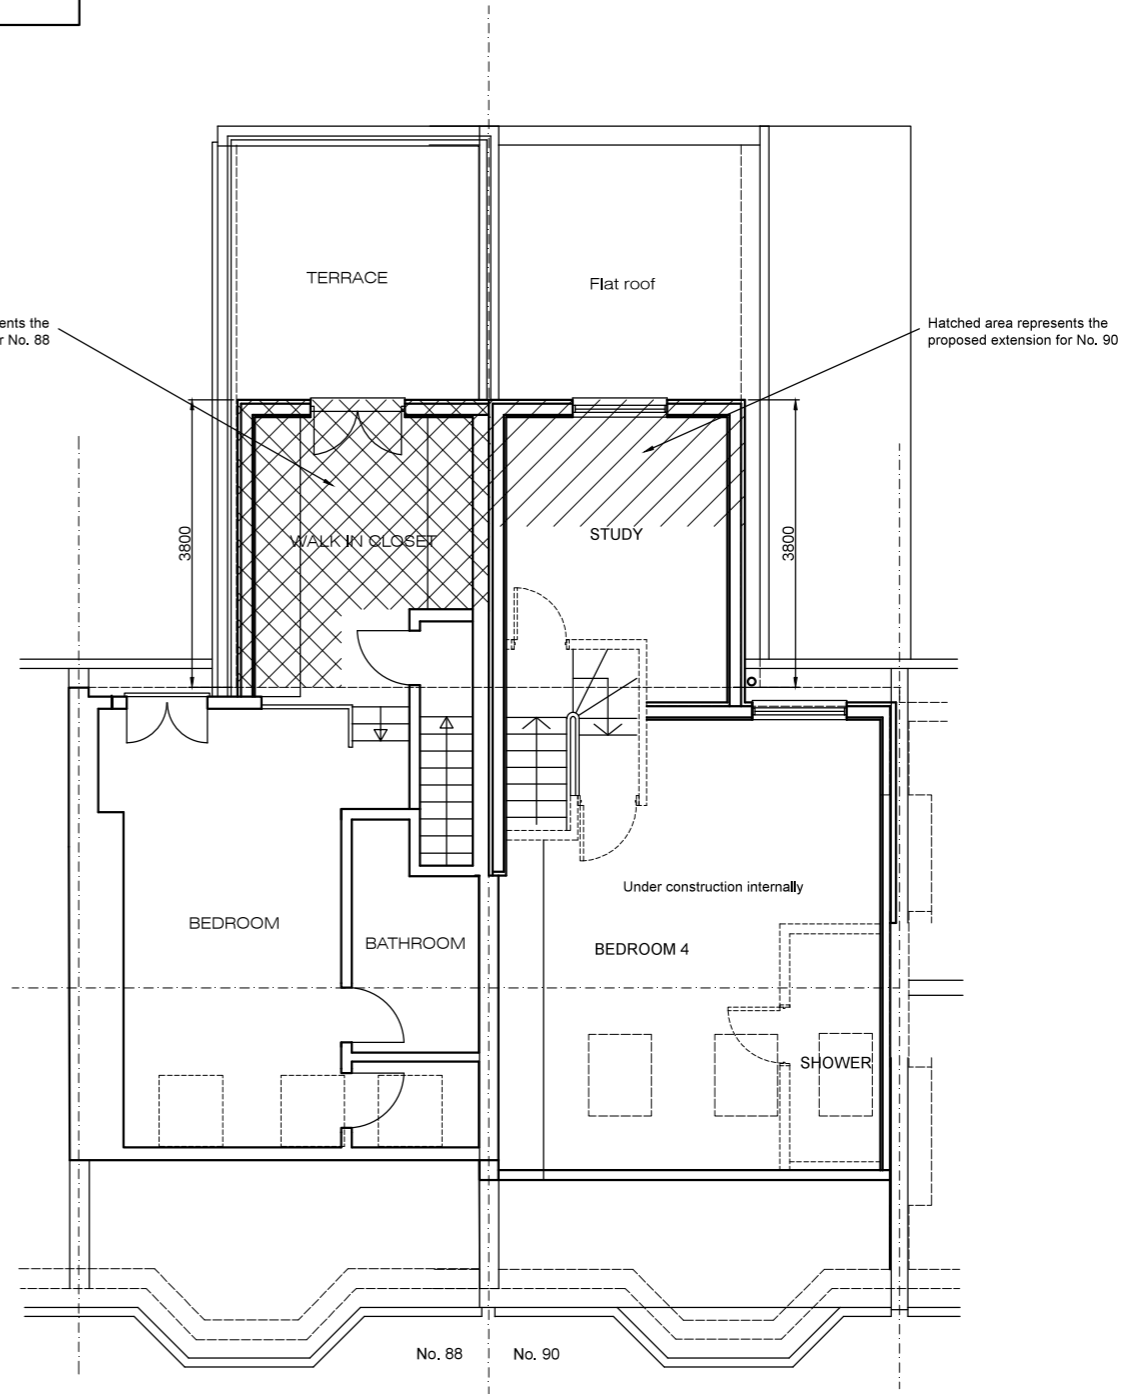 TERRACE
Flat roof
ents the
r No. 88
Hatched area represents the
proposed extension for No. 90
3800
WALK IN CLOSET
STUDY
3800
Under construction internally
BEDROOM
BATHROOM
BEDROOM 4
SHOWER
No. 88
No. 90